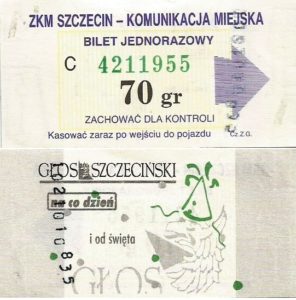 ZKM SZCZECIN – KOMUNIKACJA MIEJSKA
BILET JEDNORAZOWY
C 4211955
70 gr
ZACHOWAĆ DLA KONTROLI
Kasować zaraz po wejściu do pojazdu
Cz.Z.G.
GŁOS SZCZECIŃSKI
na co dzień
i od święta
GŁOS